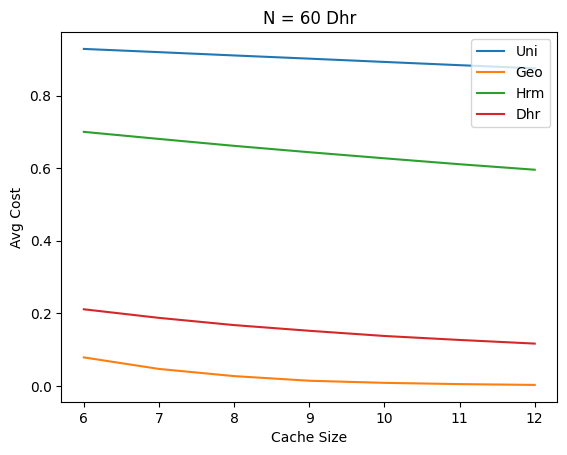 N = 60 Dhr
Uni
Geo
Hrm
Dhr
Avg Cost
0.8
0.6
0.4
0.2
0.0
6 7 8 9 10 11 12
Cache Size